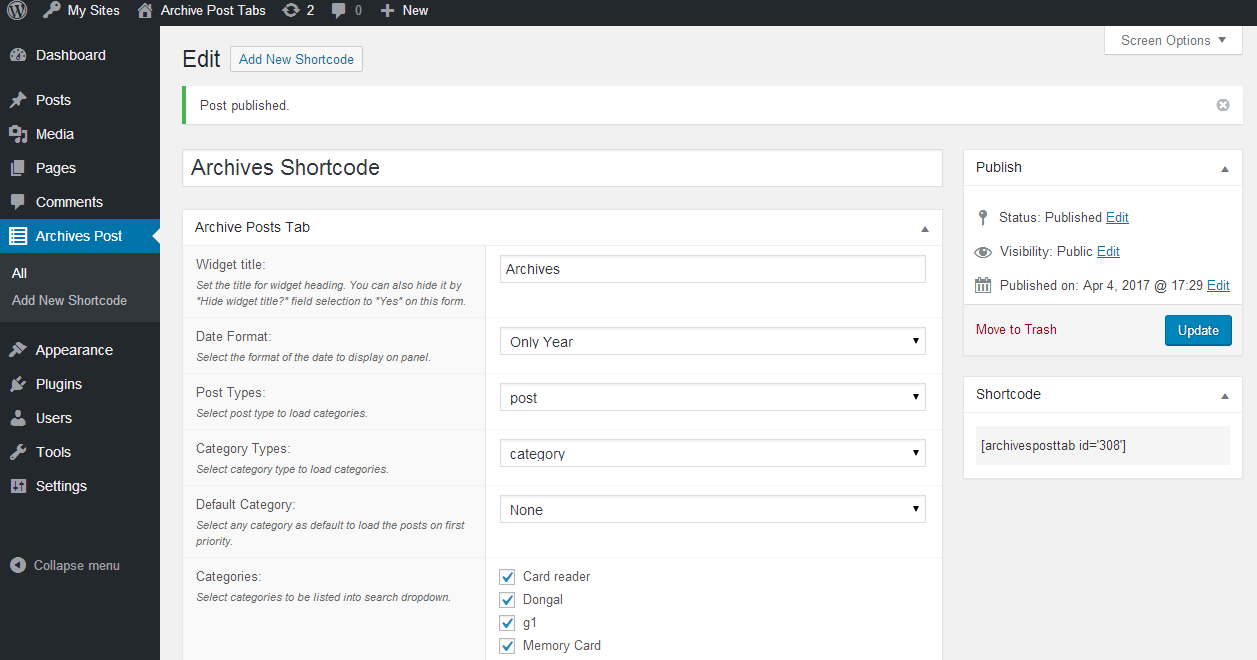 My Sites Archive Post Tabs 2 0 New
Dashboard
Posts
Media
Pages
Comments
Archives Post
All
Add New Shortcode
Appearance
Plugins
Users
Tools
Settings
Collapse menu
Screen Options
Edit Add New Shortcode
Post published.
Archives Shortcode
Archive Posts Tab
Widget title:
Set the title for widget heading. You can also hide it by
"Hide widget title?" field selection to "Yes" on this form.
Archives
Date Format:
Select the format of the date to display on panel.
Only Year
Post Types:
Select post type to load categories.
post
Category Types:
Select category type to load categories.
category
Default Category:
Select any category as default to load the posts on first
priority.
None
Categories:
Select categories to be listed into search dropdown.
Card reader
Dongal
g1
Memory Card
Publish
Status: Published Edit
Visibility: Public Edit
Published on: Apr 4, 2017 @ 17:29 Edit
Move to Trash Update
Shortcode
[archivesposttab id='308']